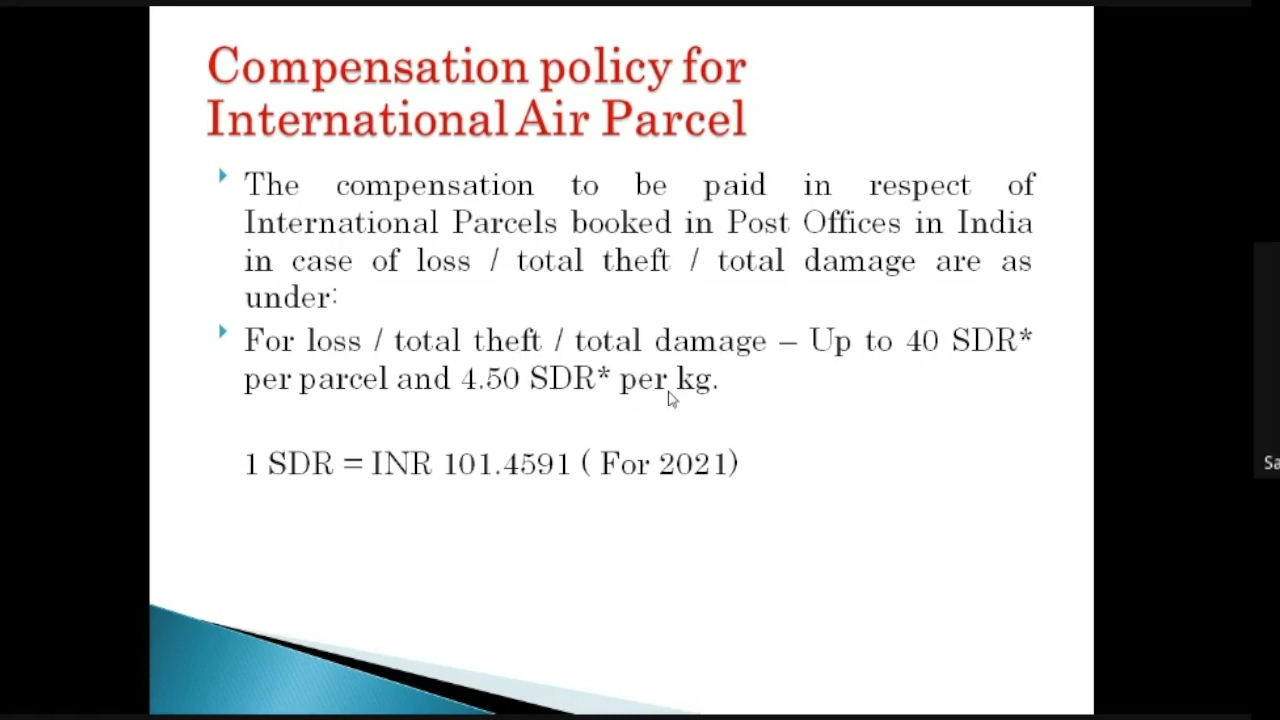 Compensation policy for
International Air Parcel
The compensation to be paid in respect of
International Parcels booked in Post Offices in India
in case of loss / total theft / total damage are as
under:
For loss / total theft / total damage – Up to 40 SDR*
per parcel and 4.50 SDR* per kg.
1 SDR = INR 101.4591 ( For 2021)
Sa